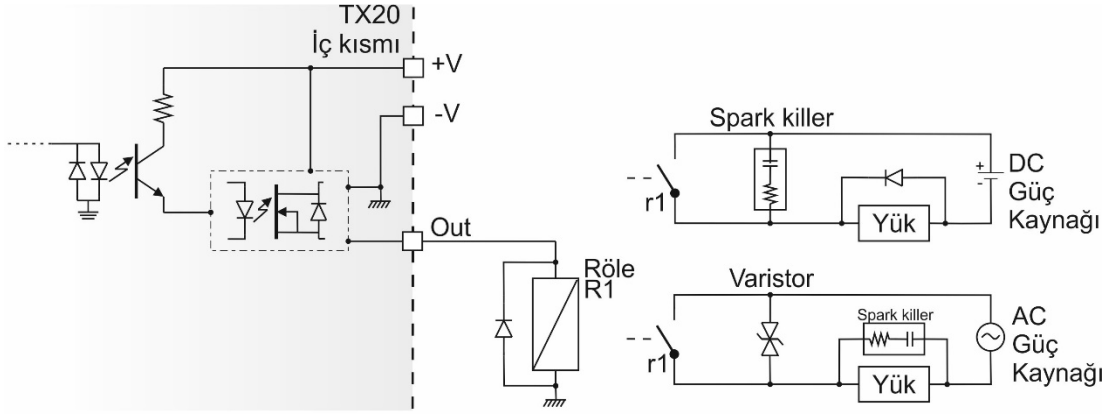 TX20
İç kısmı
+V
-V
Out
Röle
R1
Spark killer
r1
+
-
DC
Güç
Kaynağı
Yük
Varistor
Spark killer
r1
AC
Güç
Kaynağı
Yük